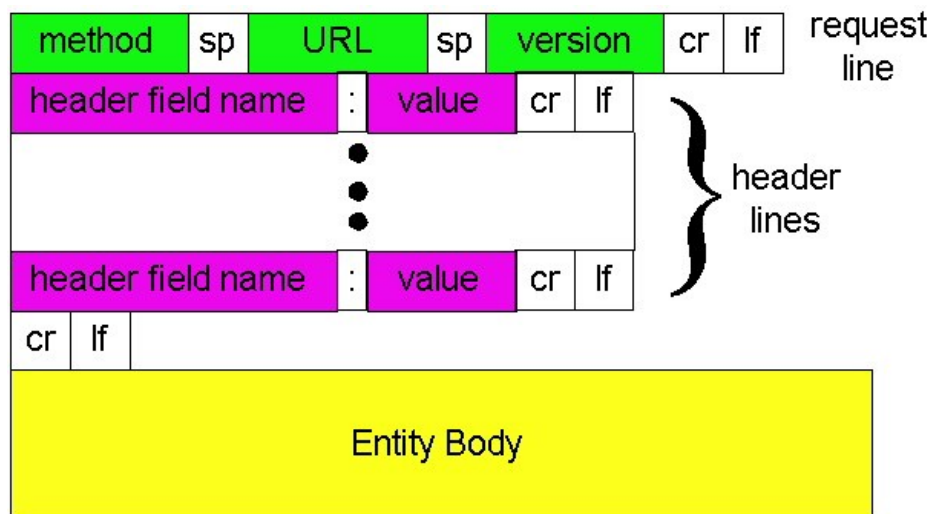 method sp URL sp version cr lf request line
header field name : value cr lf
header lines
header field name : value cr lf
cr lf
Entity Body